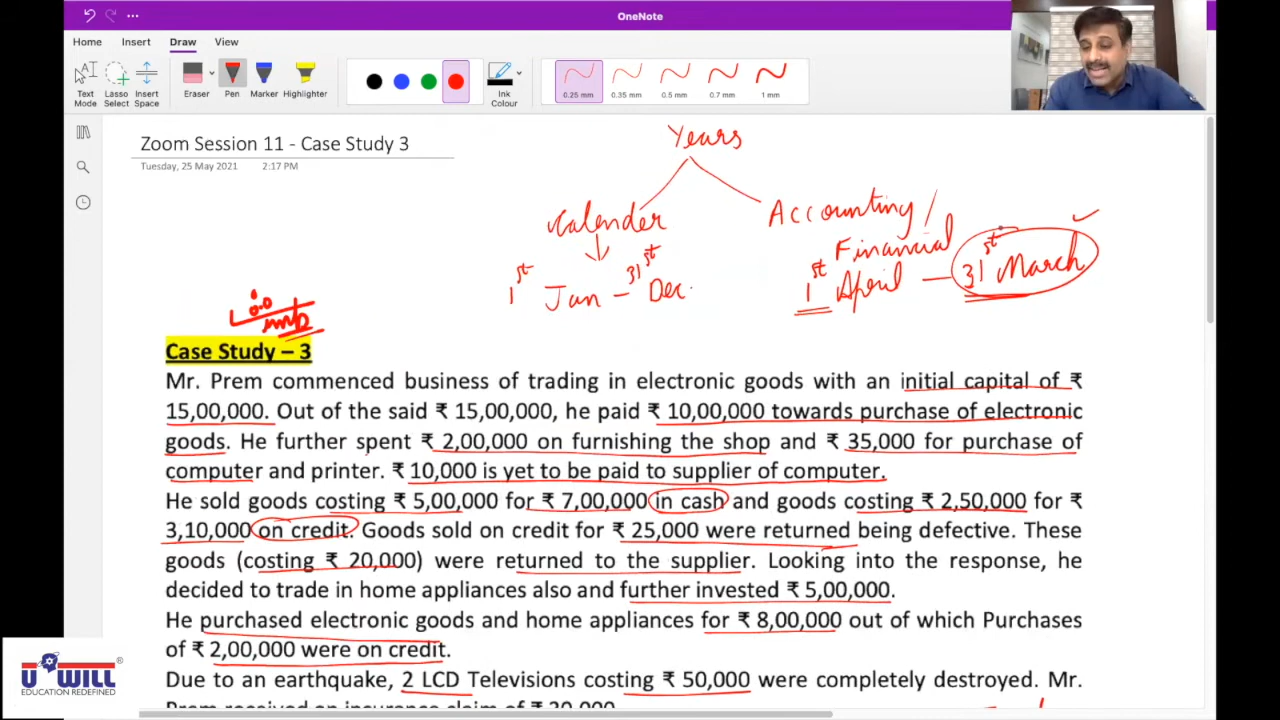 OneNote
Home Insert Draw View
Text Mode
Lasso Select
Insert Space
Eraser
Pen
Marker
Highlighter
Ink Colour
0.25 mm
0.35 mm
0.5 mm
0.7 mm
1 mm
Zoom Session 11 - Case Study 3
Tuesday, 25 May 2021 2:17 PM
Years
Calender
Accounting /
Financial
1st Jan - 31st Dec.
1st April - 31st March
Case Study – 3
Mr. Prem commenced business of trading in electronic goods with an initial capital of ₹
15,00,000. Out of the said ₹ 15,00,000, he paid ₹ 10,00,000 towards purchase of electronic
goods. He further spent ₹ 2,00,000 on furnishing the shop and ₹ 35,000 for purchase of
computer and printer. ₹ 10,000 is yet to be paid to supplier of computer.
He sold goods costing ₹ 5,00,000 for ₹ 7,00,000 in cash and goods costing ₹ 2,50,000 for ₹
3,10,000 on credit. Goods sold on credit for ₹ 25,000 were returned being defective. These
goods (costing ₹ 20,000) were returned to the supplier. Looking into the response, he
decided to trade in home appliances also and further invested ₹ 5,00,000.
He purchased electronic goods and home appliances for ₹ 8,00,000 out of which Purchases
of ₹ 2,00,000 were on credit.
Due to an earthquake, 2 LCD Televisions costing ₹ 50,000 were completely destroyed. Mr.
Prem received an insurance claim of ₹ 30,000
U WILL
EDUCATION REDEFINED